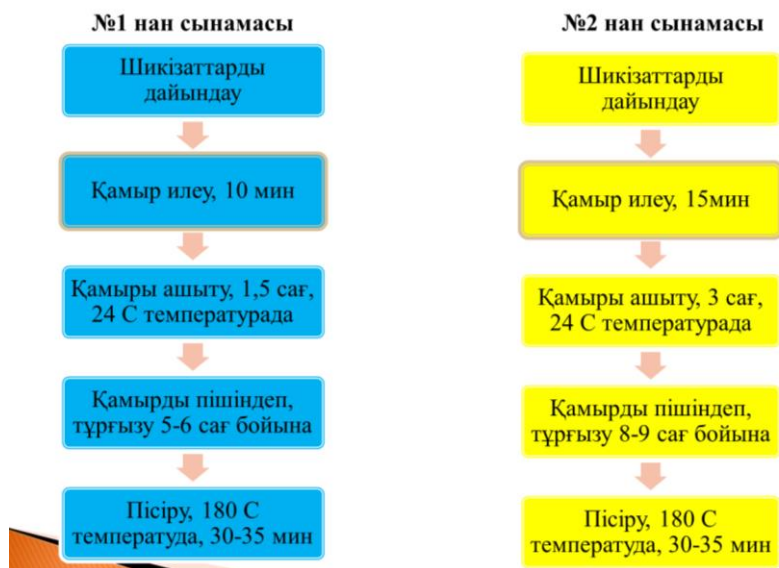 №1 нан сынамасы
Шикізаттарды
дайындау
Қамыр илеу, 10 мин
Қамыры ашыту, 1,5 сағ,
24 С температурада
Қамырды пішіндеп,
тұрғызу 5-6 сағ бойына
Пісіру, 180 С
температуда, 30-35 мин
№2 нан сынамасы
Шикізаттарды
дайындау
Қамыр илеу, 15мин
Қамыры ашыту, 3 сағ,
24 С температурада
Қамырды пішіндеп,
тұрғызу 8-9 сағ бойына
Пісіру, 180 С
температуда, 30-35 мин